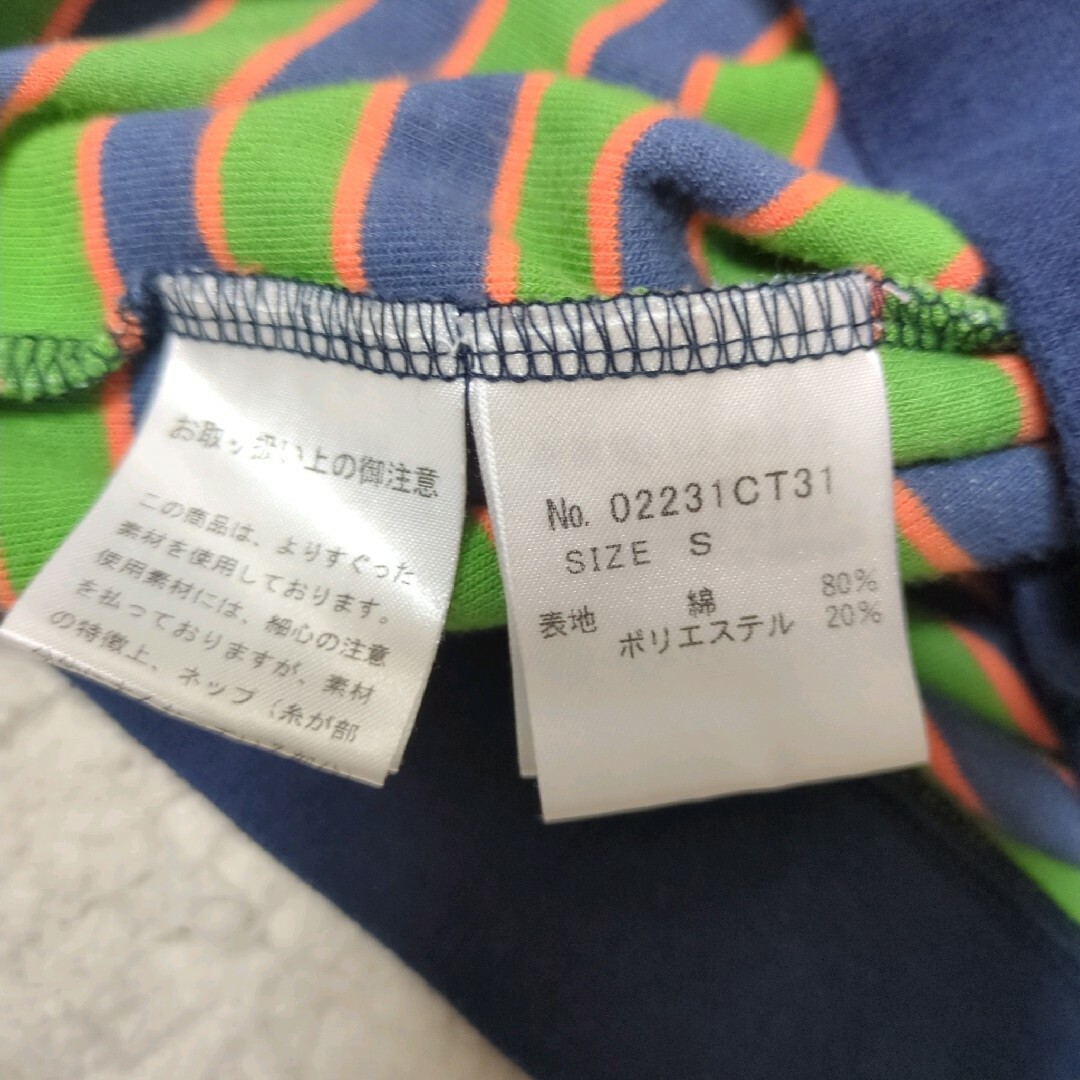 お取り扱い上の御注意
この商品は、よりすぐった
素材を使用しております。
使用素材には、細心の注意
を払っておりますが、素材
の特徴上、ネップ（糸が部
No. 02231CT31
SIZE S
表地 綿 80%
ポリエステル 20%